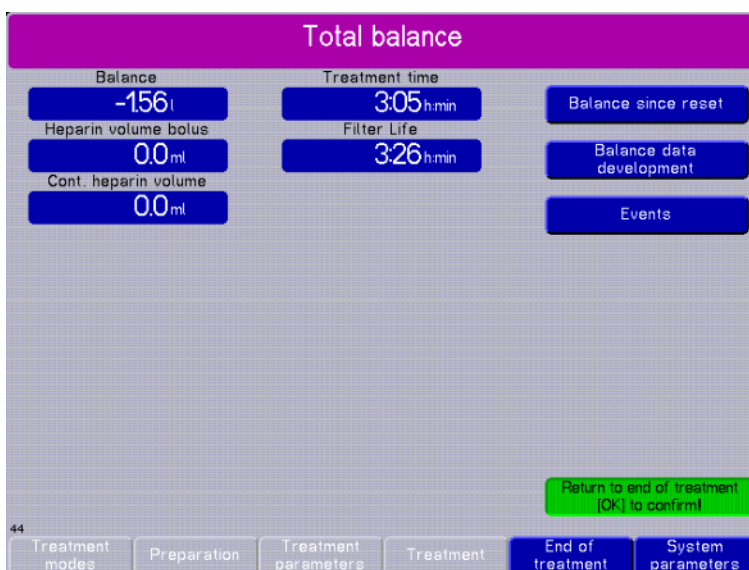 Total balance
Balance
-1.56 l
Treatment time
3:05 h:min
Balance since reset
Heparin volume bolus
0.0 ml
Filter Life
3:26 h:min
Balance data
development
Cont. heparin volume
0.0 ml
Events
Return to end of treatment
[OK] to confirm!
44
Treatment
modes
Preparation
Treatment
parameters
Treatment
End of
treatment
System
parameters